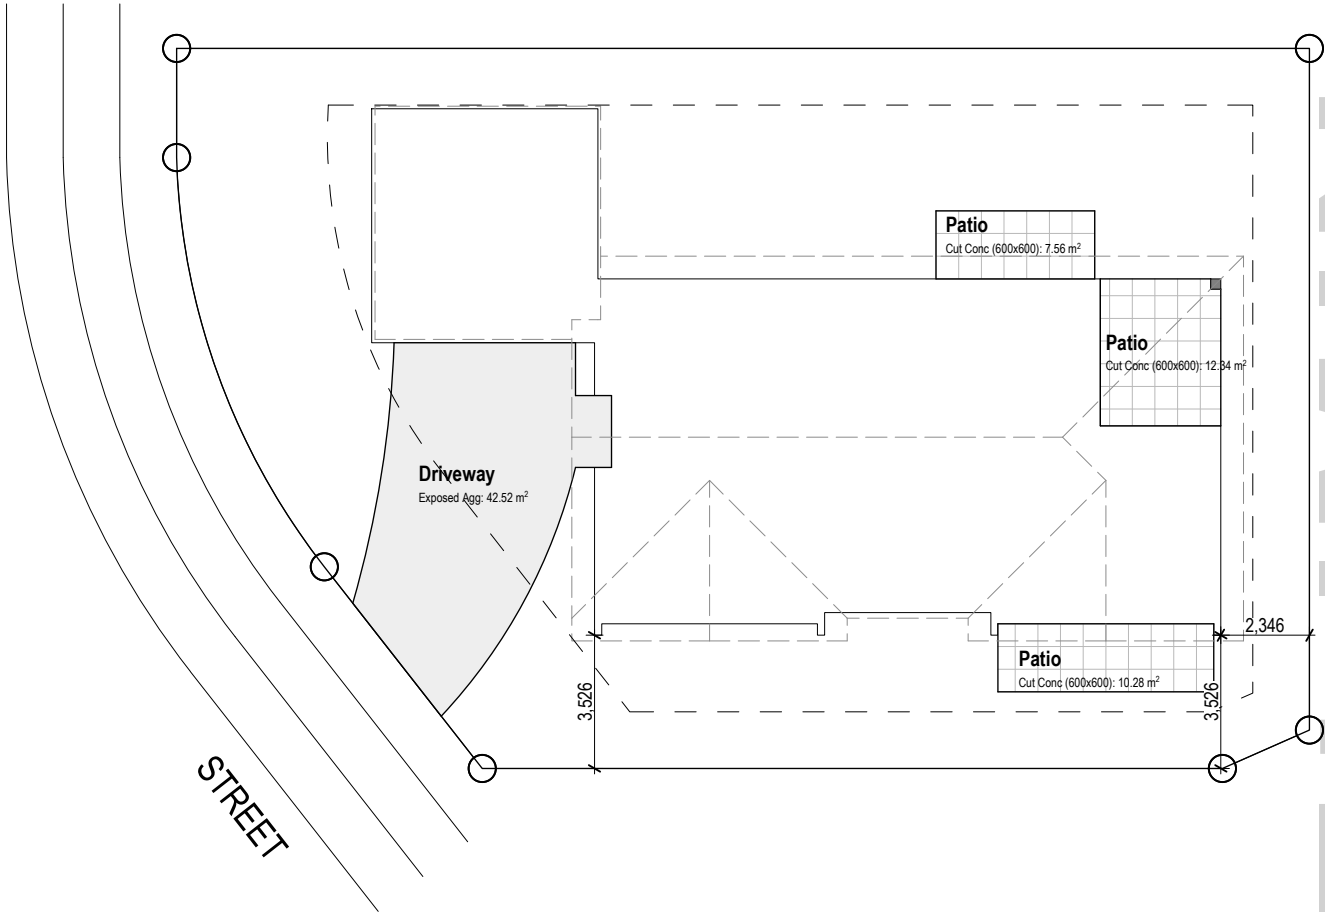 Patio
Cut Conc (600x600): 7.56 m²
Patio
Cut Conc (600x600): 12.34 m²
Driveway
Exposed Agg: 42.52 m²
2,346
Patio
Cut Conc (600x600): 10.28 m²
3,526
3,526
STREET